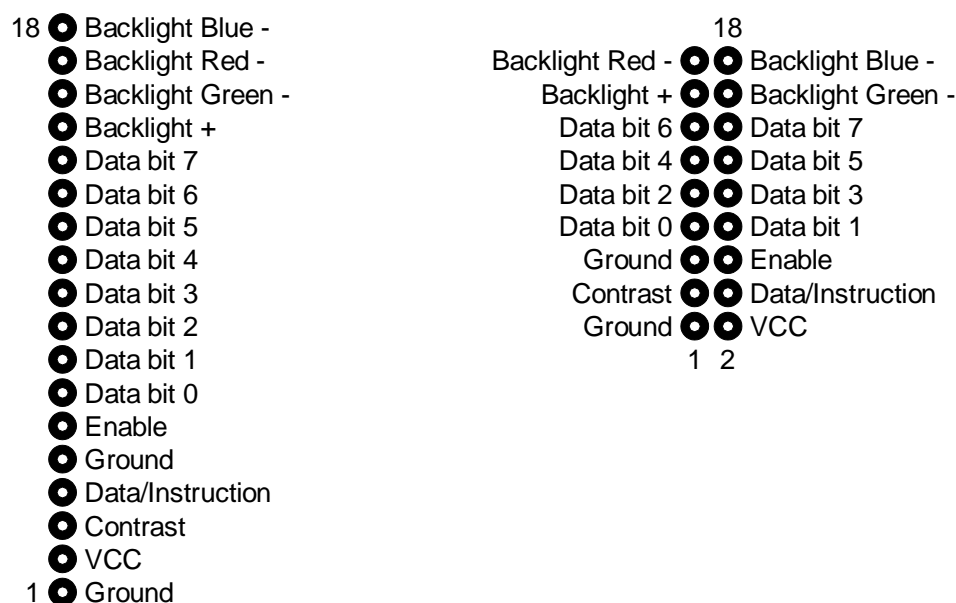 18 Backlight Blue -
Backlight Red -
Backlight Green -
Backlight +
Data bit 7
Data bit 6
Data bit 5
Data bit 4
Data bit 3
Data bit 2
Data bit 1
Data bit 0
Enable
Ground
Data/Instruction
Contrast
VCC
1 Ground
18
Backlight Red - Backlight Blue -
Backlight + Backlight Green -
Data bit 6 Data bit 7
Data bit 4 Data bit 5
Data bit 2 Data bit 3
Data bit 0 Data bit 1
Ground Enable
Contrast Data/Instruction
Ground VCC
1 2